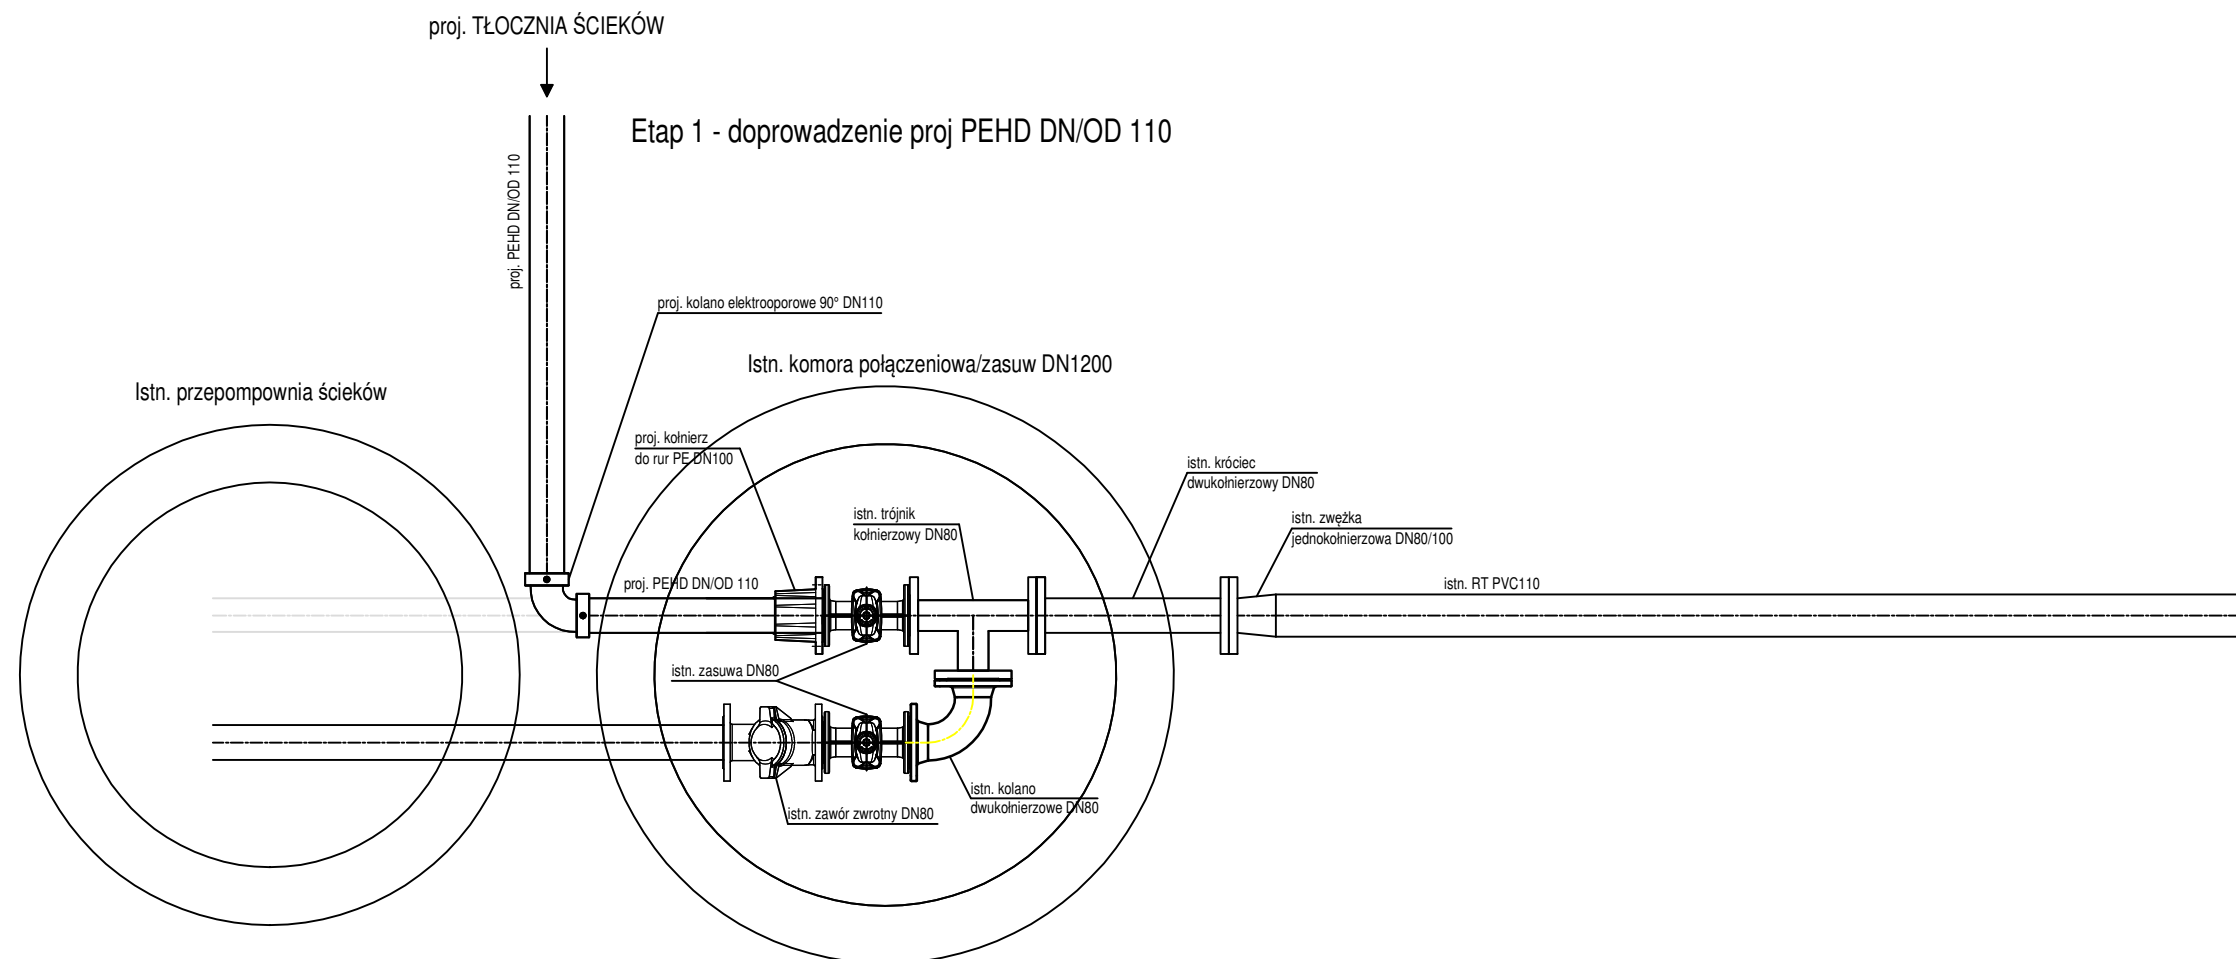 proj. TŁOCZNIA ŚCIEKÓW
Etap 1 - doprowadzenie proj PEHD DN/OD 110
proj. PEHD DN/OD 110
proj. kolano elektrooporowe 90° DN110
Istn. komora połączeniowa/zasuw DN1200
Istn. przepompownia ścieków
proj. kołnierz
do rur PE DN100
istn. króciec
dwukołnierzowy DN80
istn. trójnik
kołnierzowy DN80
istn. zwężka
jednokołnierzowa DN80/100
proj. PEHD DN/OD 110
istn. RT PVC110
istn. zasuwa DN80
istn. kolano
dwukołnierzowe DN80
istn. zawór zwrotny DN80